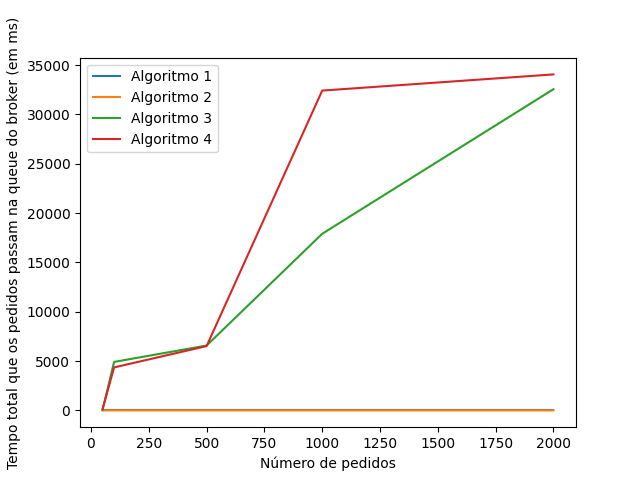 Tempo total que os pedidos passam na queue do broker (em ms)
35000
30000
25000
20000
15000
10000
5000
0
Algoritmo 1
Algoritmo 2
Algoritmo 3
Algoritmo 4
0 250 500 750 1000 1250 1500 1750 2000
Número de pedidos